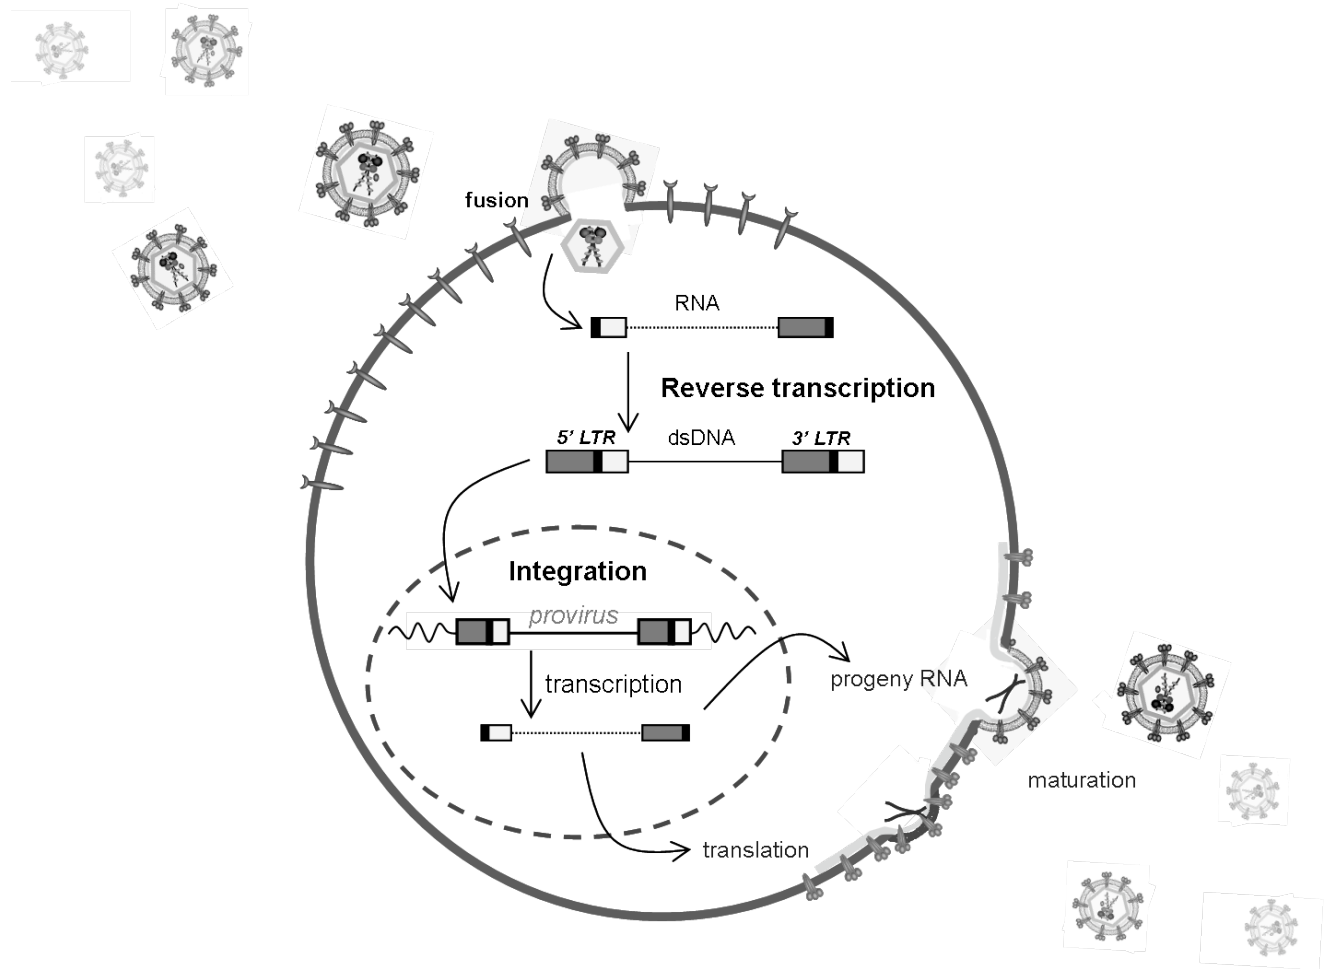 fusion
RNA
Reverse transcription
5’ LTR
dsDNA
3’ LTR
Integration
provirus
transcription
progeny RNA
maturation
translation